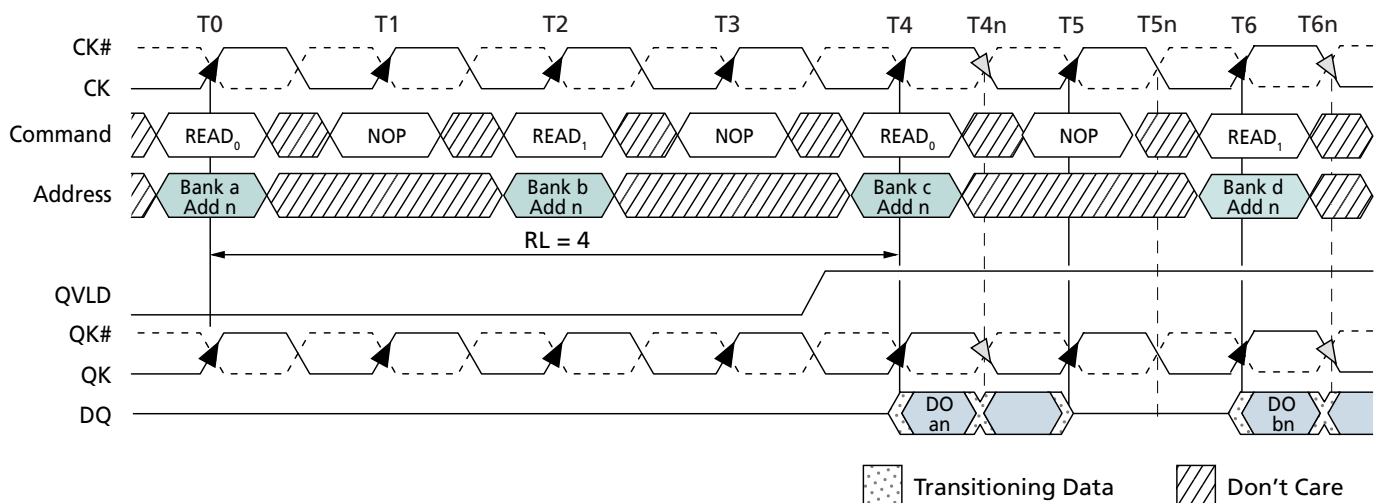 T0 T1 T2 T3 T4 T4n T5 T5n T6 T6n
CK#
CK
Command READ0 NOP READ1 NOP READ0 NOP READ1
Address Bank a Add n Bank b Add n Bank c Add n Bank d Add n
RL = 4
QVLD
QK#
QK
DQ DO an DO bn
Transitioning Data Don't Care